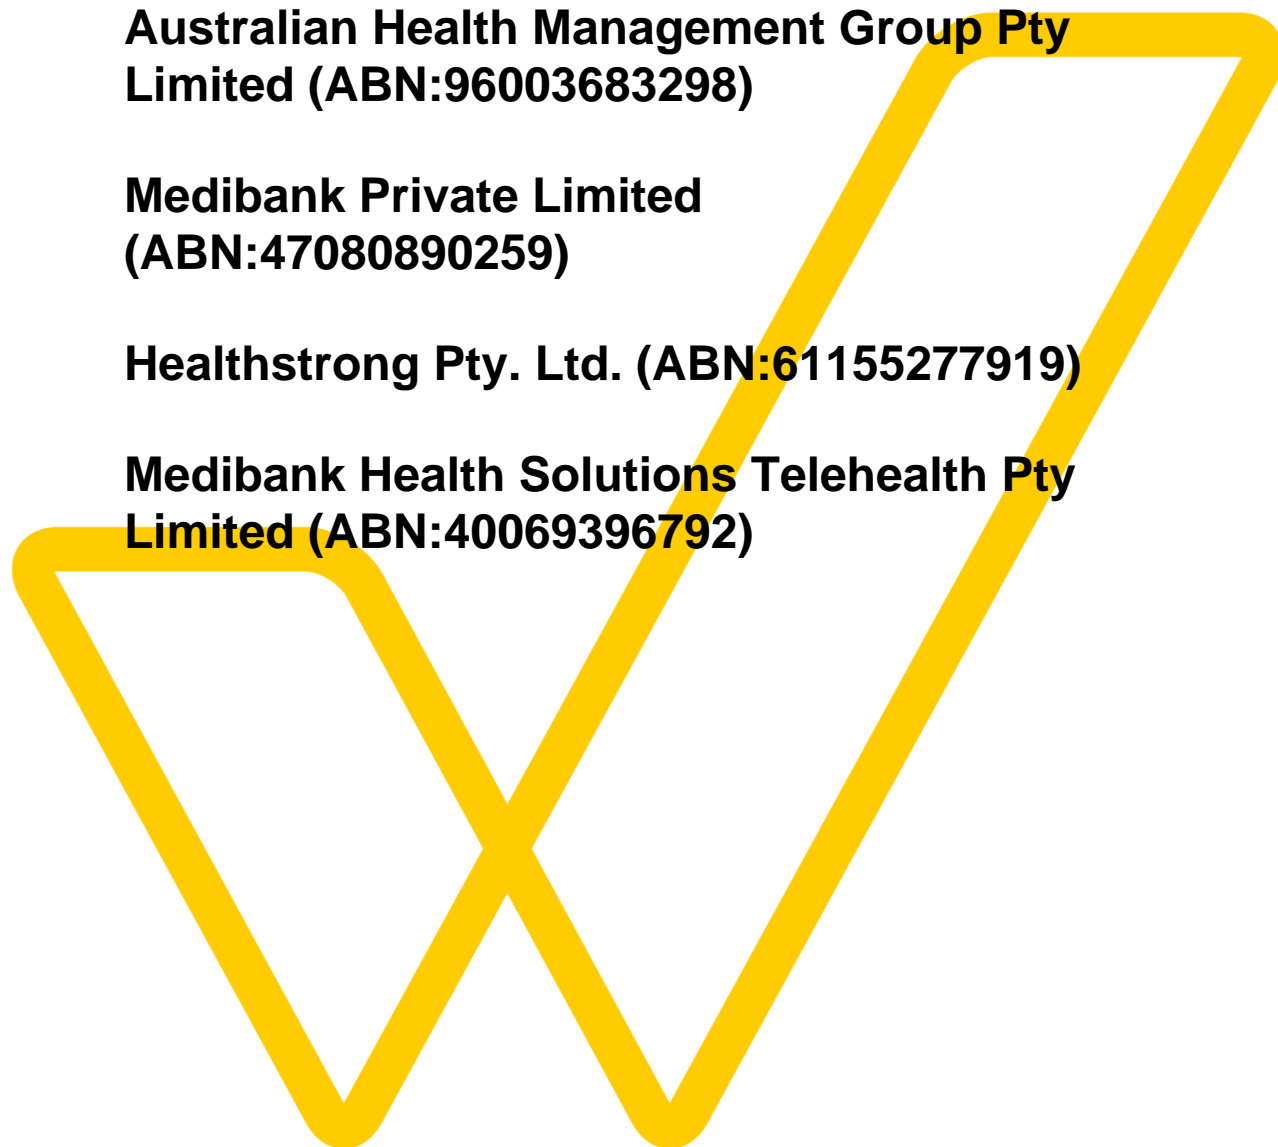 Australian Health Management Group Pty
Limited (ABN:96003683298)
Medibank Private Limited
(ABN:47080890259)
Healthstrong Pty. Ltd. (ABN:61155277919)
Medibank Health Solutions Telehealth Pty
Limited (ABN:40069396792)